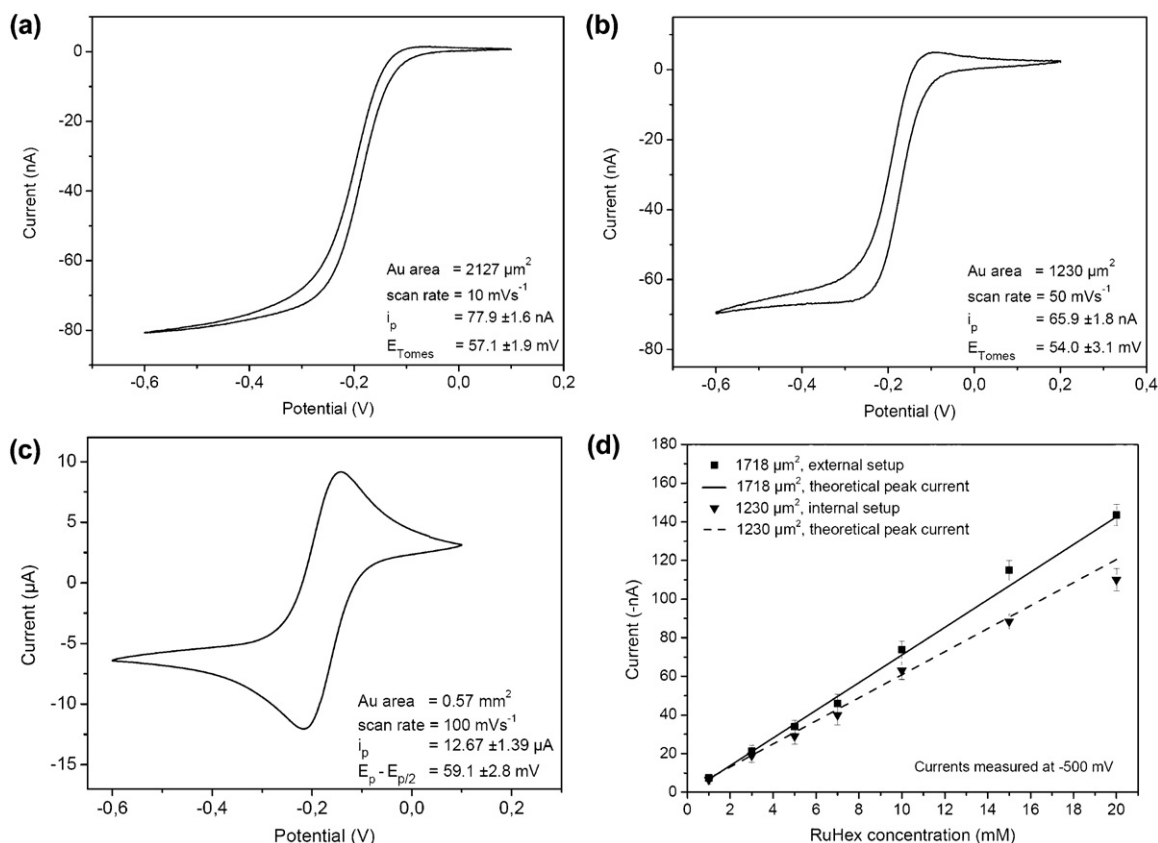 (a)
0
-20
-40
-60
-80
Current (nA)
Au area = 2127 µm²
scan rate = 10 mVs⁻¹
i_p = 77.9 ±1.6 nA
E_Tomes = 57.1 ±1.9 mV
-0,6 -0,4 -0,2 0,0 0,2
Potential (V)
(b)
0
-20
-40
-60
-80
Current (nA)
Au area = 1230 µm²
scan rate = 50 mVs⁻¹
i_p = 65.9 ±1.8 nA
E_Tomes = 54.0 ±3.1 mV
-0,6 -0,4 -0,2 0,0 0,2 0,4
Potential (V)
(c)
10
5
0
-5
-10
-15
Current (µA)
Au area = 0.57 mm²
scan rate = 100 mVs⁻¹
i_p = 12.67 ±1.39 µA
E_p - E_p/2 = 59.1 ±2.8 mV
-0,6 -0,4 -0,2 0,0 0,2
Potential (V)
(d)
180
160
140
120
100
80
60
40
20
0
Current (-nA)
1718 µm², external setup
1718 µm², theoretical peak current
1230 µm², internal setup
1230 µm², theoretical peak current
Currents measured at -500 mV
0 2 4 6 8 10 12 14 16 18 20
RuHex concentration (mM)